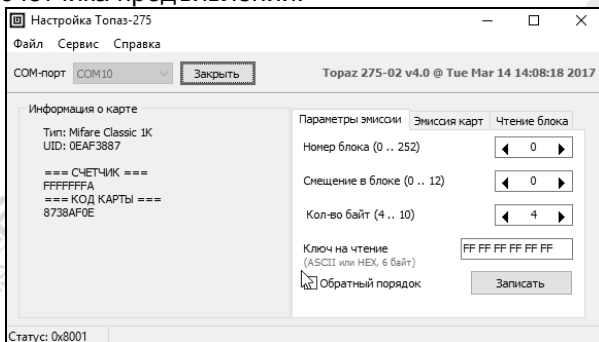 Настройка Топаз-275
Файл Сервис Справка
COM-порт COM10 Закрыть Topaz 275-02 v4.0 @ Tue Mar 14 14:08:18 2017
Информация о карте
Тип: Mifare Classic 1K
UID: 0EAF3887
=== СЧЕТЧИК ===
FFFFFFFA
=== КОД КАРТЫ ===
8738AF0E
Параметры эмиссии Эмиссия карт Чтение блока
Номер блока (0 .. 252) 0
Смещение в блоке (0 .. 12) 0
Кол-во байт (4 .. 10) 4
Ключ на чтение FF FF FF FF FF FF
(ASCII или HEX, 6 байт)
Обратный порядок Записать
Статус: 0x8001